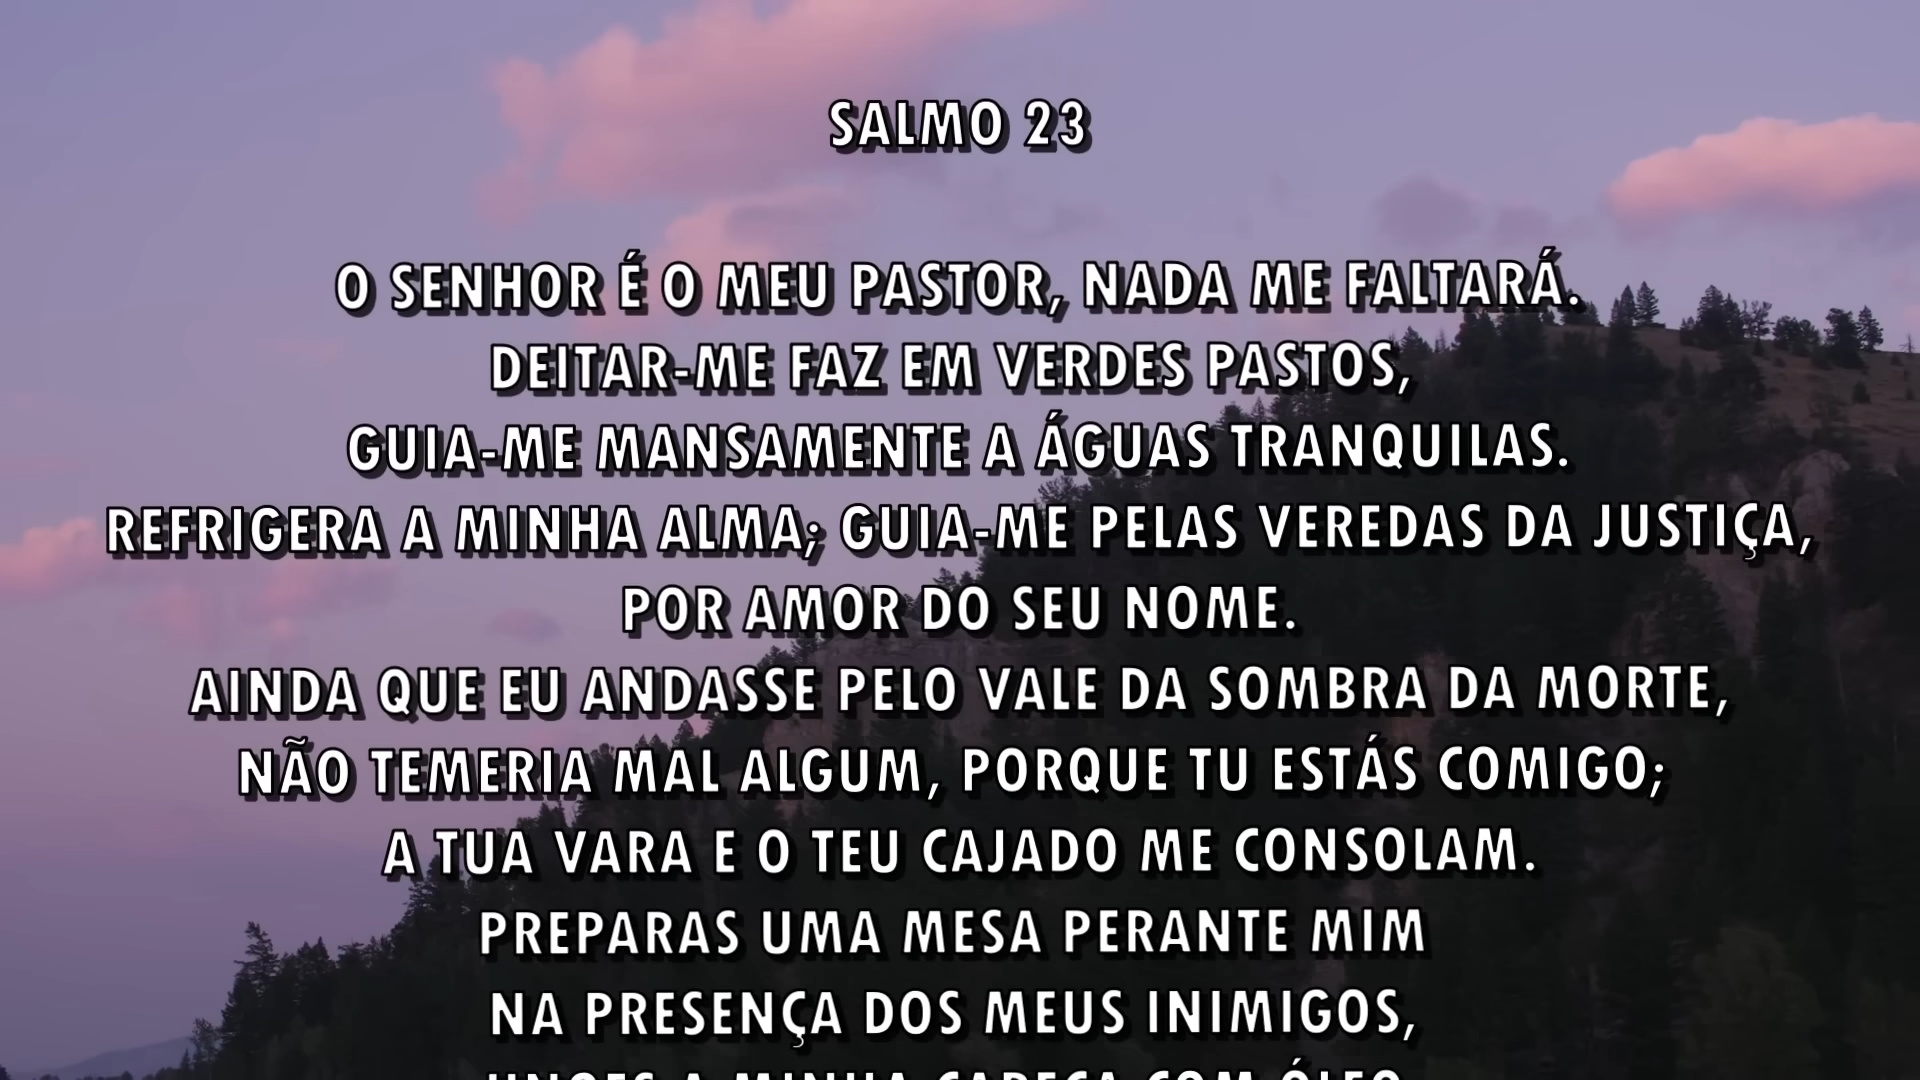 SALMO 23
O SENHOR É O MEU PASTOR, NADA ME FALTARÁ.
DEITAR-ME FAZ EM VERDES PASTOS,
GUIA-ME MANSAMENTE A ÁGUAS TRANQUILAS.
REFRIGERA A MINHA ALMA; GUIA-ME PELAS VEREDAS DA JUSTIÇA,
POR AMOR DO SEU NOME.
AINDA QUE EU ANDASSE PELO VALE DA SOMBRA DA MORTE,
NÃO TEMERIA MAL ALGUM, PORQUE TU ESTÁS COMIGO;
A TUA VARA E O TEU CAJADO ME CONSOLAM.
PREPARAS UMA MESA PERANTE MIM
NA PRESENÇA DOS MEUS INIMIGOS,